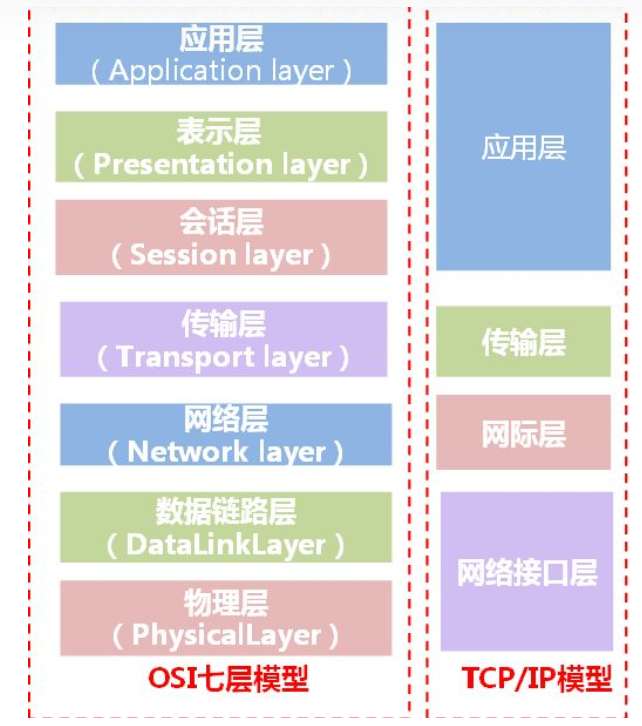 应用层
（Application layer）
表示层
（Presentation layer）
会话层
（Session layer）
传输层
（Transport layer）
网络层
（Network layer）
数据链路层
（DataLinkLayer）
物理层
（PhysicalLayer）
OSI七层模型
应用层
传输层
网际层
网络接口层
TCP/IP模型